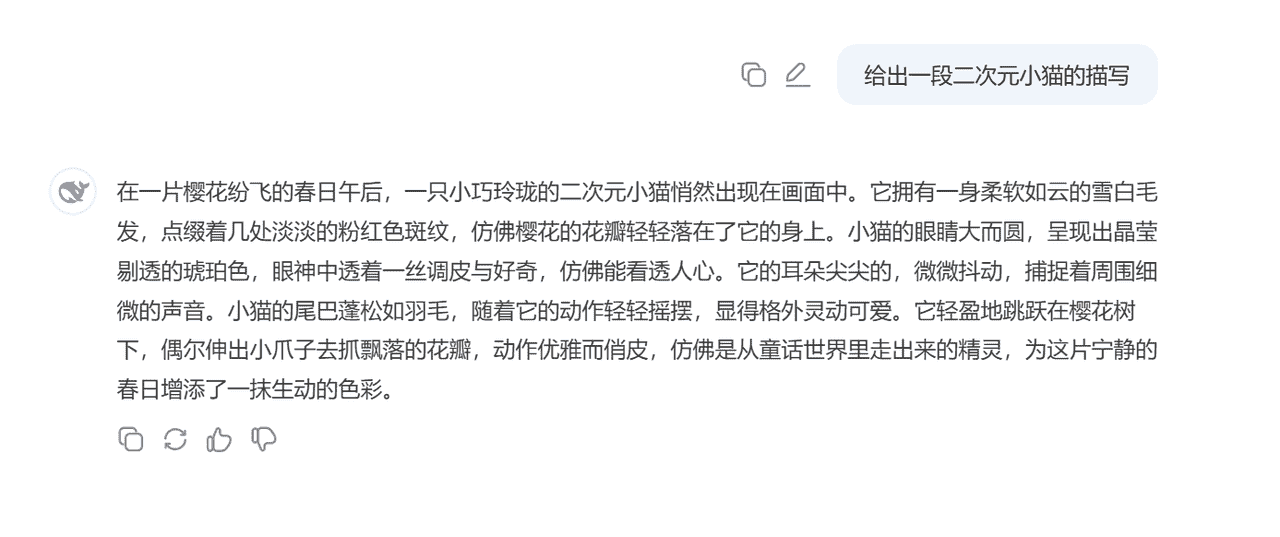 给出一段二次元小猫的描写
在一片樱花纷飞的春日午后，一只小巧玲珑的二次元小猫悄然出现在画面中。它拥有一身柔软如云的雪白毛
发，点缀着几处淡淡的粉红色斑纹，仿佛樱花的花瓣轻轻落在了它的身上。小猫的眼睛大而圆，呈现出晶莹
剔透的琥珀色，眼神中透着一丝调皮与好奇，仿佛能看透人心。它的耳朵尖尖的，微微抖动，捕捉着周围细
微的声音。小猫的尾巴蓬松如羽毛，随着它的动作轻轻摇摆，显得格外灵动可爱。它轻盈地跳跃在樱花树
下，偶尔伸出小爪子去抓飘落的花瓣，动作优雅而俏皮，仿佛是从童话世界里走出来的精灵，为这片宁静的
春日增添了一抹生动的色彩。